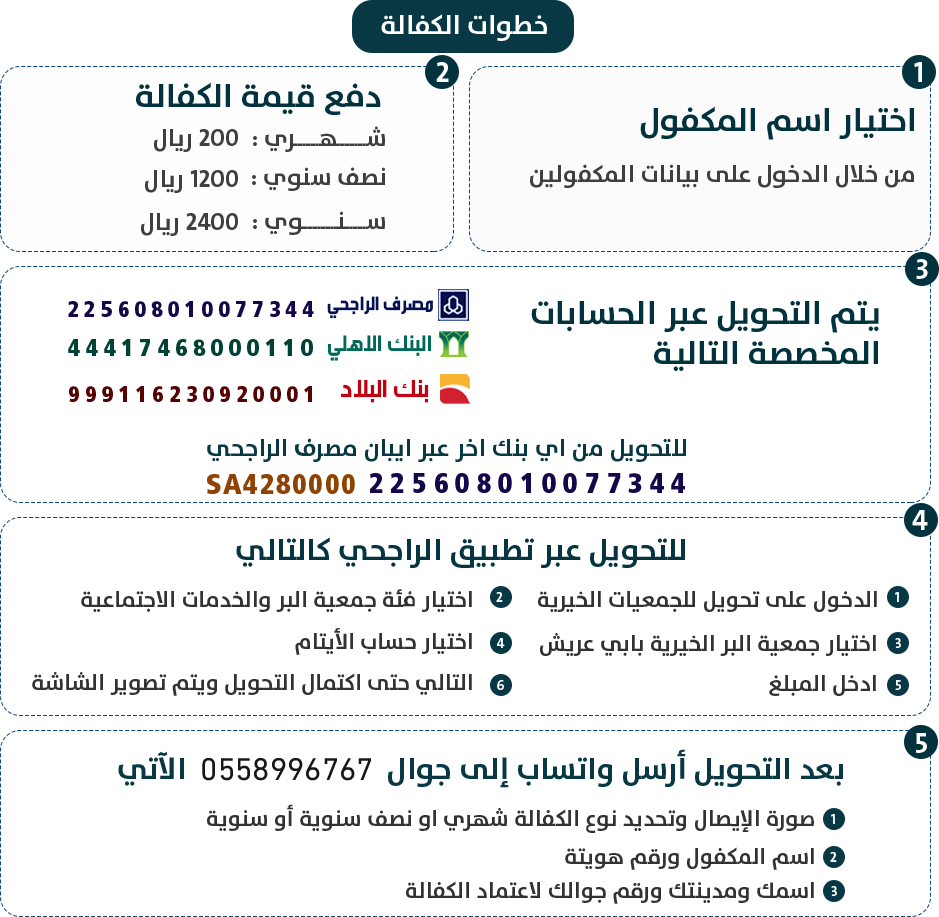 خطوات الكفالة
1
اختيار اسم المكفول
من خلال الدخول على بيانات المكفولين
2
دفع قيمة الكفالة
شـــهـــري : 200 ريال
نصف سنوي : 1200 ريال
ســـنـــــوي : 2400 ريال
3
يتم التحويل عبر الحسابات
المخصصة التالية
مصرف الراجحي 225608010077344
البنك الاهلي 44417468000110
بنك البلاد 999116230920001
للتحويل من اي بنك اخر عبر ايبان مصرف الراجحي
SA4280000 225608010077344
4
للتحويل عبر تطبيق الراجحي كالتالي
1 الدخول على تحويل للجمعيات الخيرية
2 اختيار فئة جمعية البر والخدمات الاجتماعية
3 اختيار جمعية البر الخيرية بابي عريش
4 اختيار حساب الأيتام
5 ادخل المبلغ
6 التالي حتى اكتمال التحويل ويتم تصوير الشاشة
5
بعد التحويل أرسل واتساب إلى جوال 0558996767 الآتي
1 صورة الإيصال وتحديد نوع الكفالة شهري او نصف سنوية أو سنوية
2 اسم المكفول ورقم هويتة
3 اسمك ومدينتك ورقم جوالك لاعتماد الكفالة